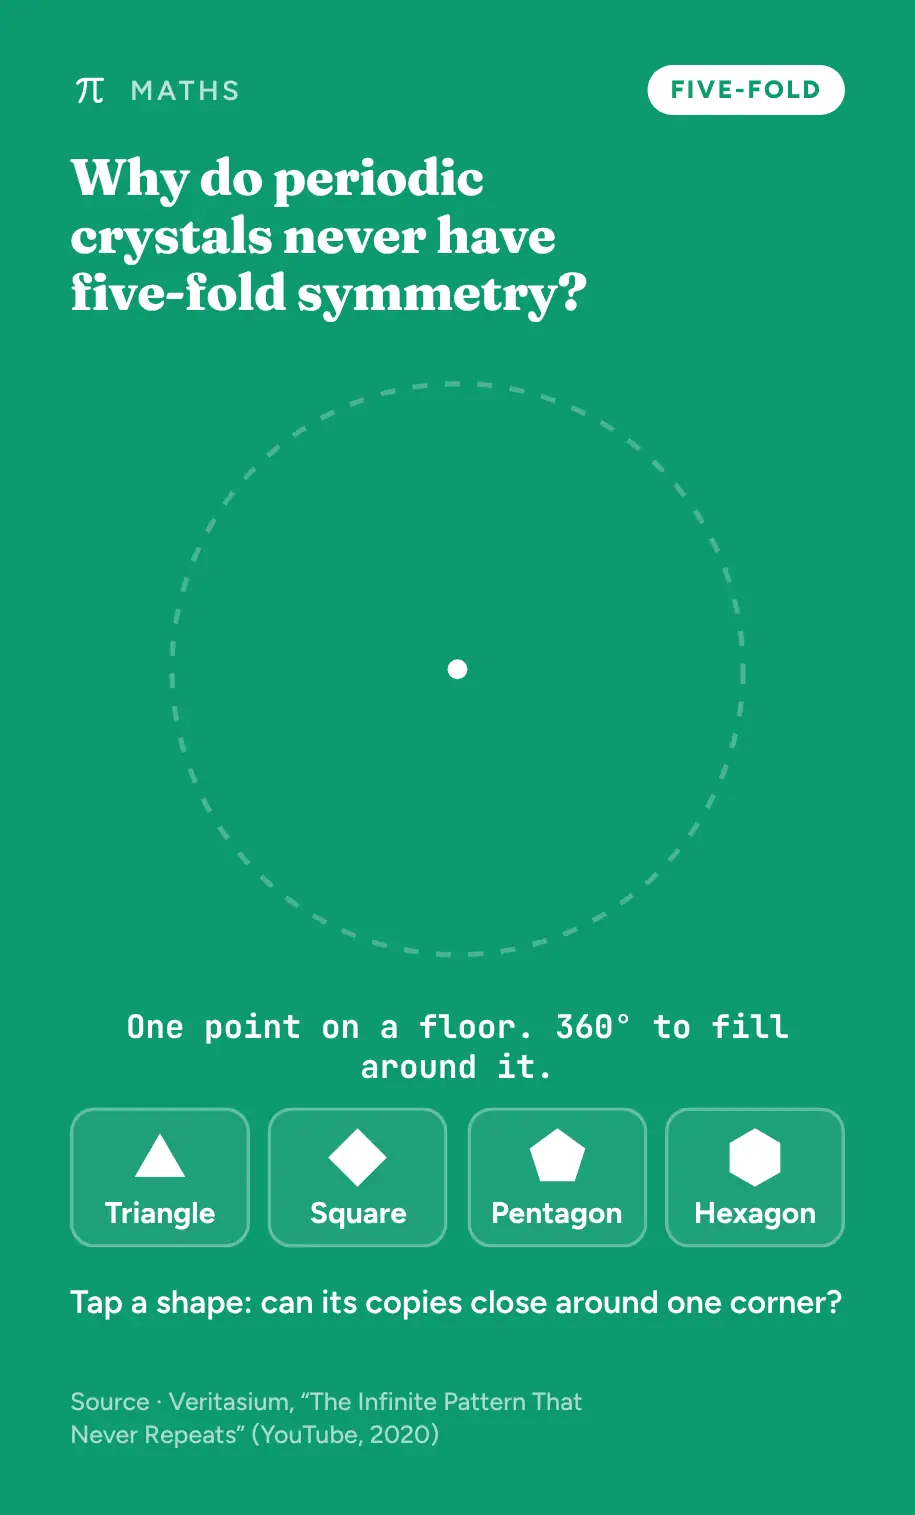 π MATHS
FIVE-FOLD
Why do periodic
crystals never have
five-fold symmetry?
One point on a floor. 360° to fill
around it.
Triangle
Square
Pentagon
Hexagon
Tap a shape: can its copies close around one corner?
Source · Veritasium, “The Infinite Pattern That
Never Repeats” (YouTube, 2020)